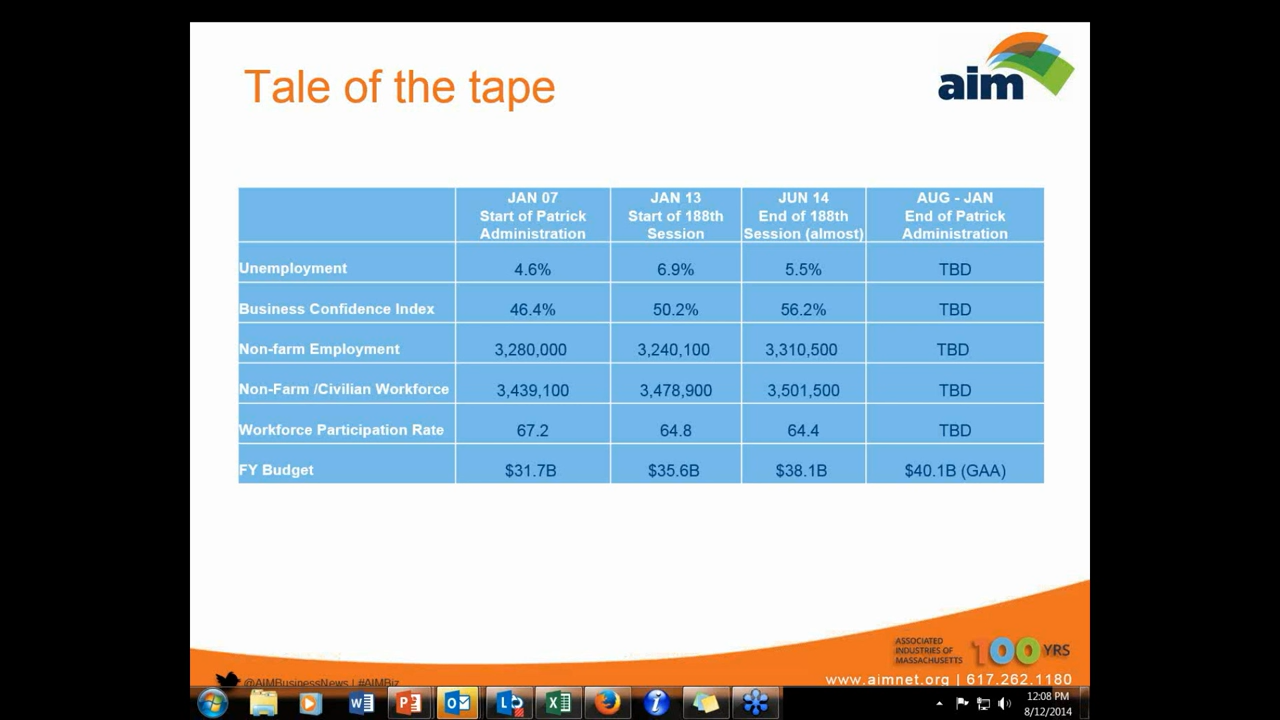 Tale of the tape
aim
JAN 07 JAN 13 JUN 14 AUG - JAN
Start of Patrick Start of 188th End of 188th End of Patrick
Administration Session Session (almost) Administration
Unemployment 4.6% 6.9% 5.5% TBD
Business Confidence Index 46.4% 50.2% 56.2% TBD
Non-farm Employment 3,280,000 3,240,100 3,310,500 TBD
Non-Farm /Civilian Workforce 3,439,100 3,478,900 3,501,500 TBD
Workforce Participation Rate 67.2 64.8 64.4 TBD
FY Budget $31.7B $35.6B $38.1B $40.1B (GAA)
ASSOCIATED
INDUSTRIES OF
MASSACHUSETTS
100 YRS
@AIMBusinessNews | #AIMBiz
www.aimnet.org | 617.262.1180
12:08 PM
8/12/2014